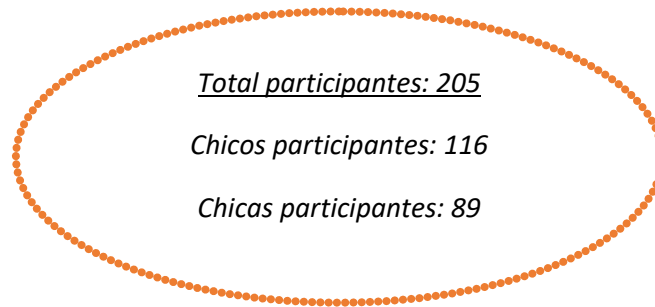 Total participantes: 205
Chicos participantes: 116
Chicas participantes: 89